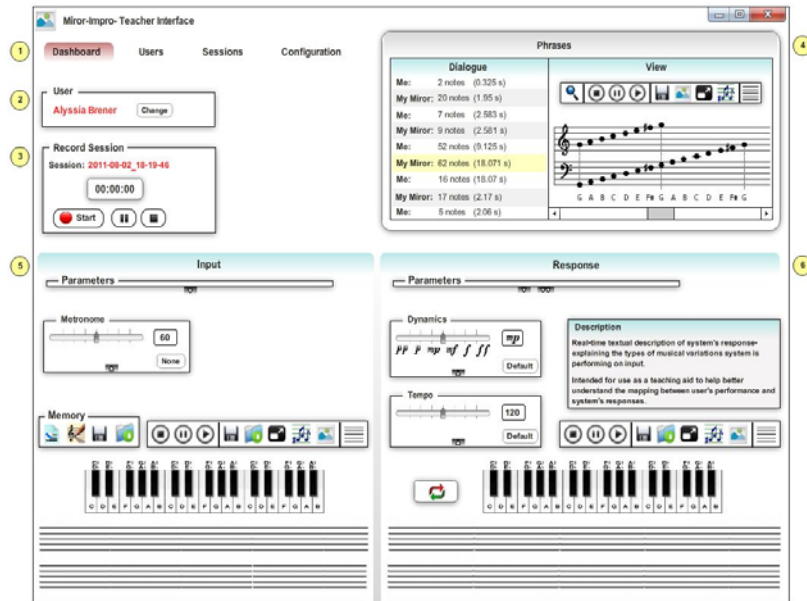 Miror-Impro- Teacher Interface
1
Dashboard Users Sessions Configuration
2
User
Alyssia Brener Change
3
Record Session
Session: 2011-08-02_18-19-46
00:00:00
Start
4
Phrases
Dialogue View
Me: 2 notes (0.325 s)
My Miror: 20 notes (1.95 s)
Me: 7 notes (2.583 s)
My Miror: 9 notes (2.581 s)
Me: 52 notes (9.125 s)
My Miror: 62 notes (18.071 s)
Me: 16 notes (18.07 s)
My Miror: 17 notes (2.17 s)
Me: 5 notes (2.06 s)
G A B C D E F# G A B C D E F# G
5
Input
Parameters
Metronome
60
None
Memory
C D E F G A B C D E F G A B C D E F G A B
6
Response
Parameters
Dynamics
mp
pp p mp mf f ff
Default
Tempo
120
Default
Description
Real-time textual description of system's response-
explaining the types of musical variations system is
performing on input.
Intended for use as a teaching aid to help better
understand the mapping between user's performance and
system's responses.
C D E F G A B C D E F G A B C D E F G A B